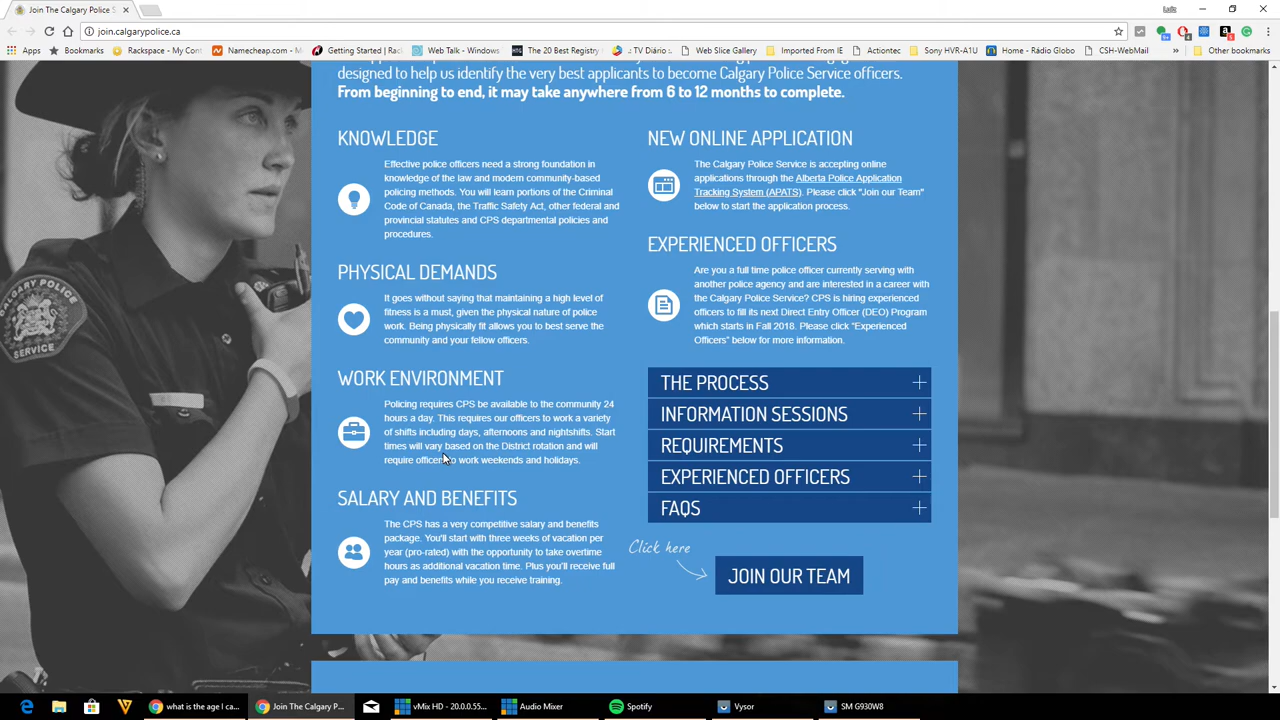 Join The Calgary Police S
Luiz
join.calgarypolice.ca
Apps
Bookmarks
Rackspace - My Cont
Namecheap.com - M
Getting Started | Rack
Web Talk - Windows
The 20 Best Registry H
.: TV Diário :.
Web Slice Gallery
Imported From IE
Actiontec
Sony HVR-A1U
Home - Rádio Globo
CSH-WebMail
Other bookmarks
designed to help us identify the very best applicants to become Calgary Police Service officers.
From beginning to end, it may take anywhere from 6 to 12 months to complete.
KNOWLEDGE
Effective police officers need a strong foundation in
knowledge of the law and modern community-based
policing methods. You will learn portions of the Criminal
Code of Canada, the Traffic Safety Act, other federal and
provincial statutes and CPS departmental policies and
procedures.
PHYSICAL DEMANDS
It goes without saying that maintaining a high level of
fitness is a must, given the physical nature of police
work. Being physically fit allows you to best serve the
community and your fellow officers.
WORK ENVIRONMENT
Policing requires CPS be available to the community 24
hours a day. This requires our officers to work a variety
of shifts including days, afternoons and nightshifts. Start
times will vary based on the District rotation and will
require officers to work weekends and holidays.
SALARY AND BENEFITS
The CPS has a very competitive salary and benefits
package. You'll start with three weeks of vacation per
year (pro-rated) with the opportunity to take overtime
hours as additional vacation time. Plus you'll receive full
pay and benefits while you receive training.
NEW ONLINE APPLICATION
The Calgary Police Service is accepting online
applications through the Alberta Police Application
Tracking System (APATS). Please click "Join our Team"
below to start the application process.
EXPERIENCED OFFICERS
Are you a full time police officer currently serving with
another police agency and are interested in a career with
the Calgary Police Service? CPS is hiring experienced
officers to fill its next Direct Entry Officer (DEO) Program
which starts in Fall 2018. Please click "Experienced
Officers" below for more information.
THE PROCESS
INFORMATION SESSIONS
REQUIREMENTS
EXPERIENCED OFFICERS
FAQS
Click here
JOIN OUR TEAM
CALGARY POLICE
SERVICE
what is the age I ca...
Join The Calgary P...
vMix HD - 20.0.0.55...
Audio Mixer
Spotify
Vysor
SM G930W8